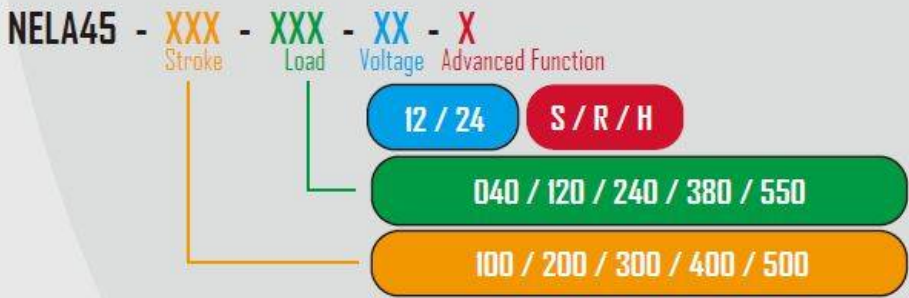 NELA45 - XXX - XXX - XX - X
Stroke Load Voltage Advanced Function
12 / 24 S / R / H
040 / 120 / 240 / 380 / 550
100 / 200 / 300 / 400 / 500